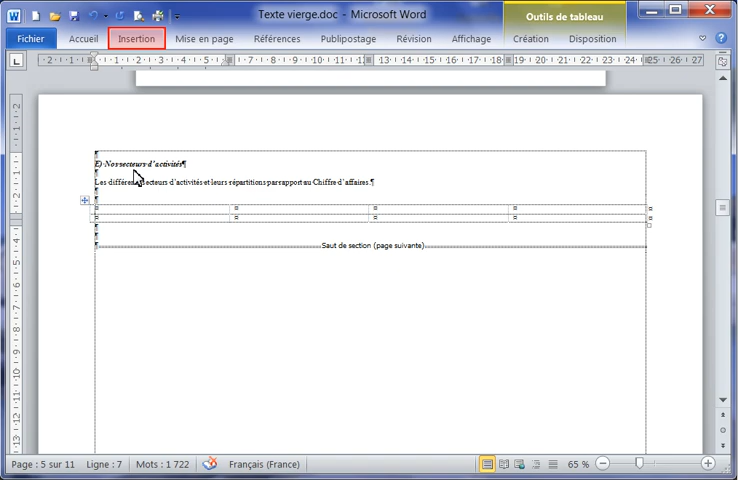 Texte vierge.doc - Microsoft Word
Outils de tableau
Fichier Accueil Insertion Mise en page Références Publipostage Révision Affichage Création Disposition
E) Nos secteurs d'activités¶
Les différents secteurs d'activités et leurs répartitions par rapport au Chiffre d'affaires.¶
Saut de section (page suivante)
Page : 5 sur 11 Ligne : 7 Mots : 1 722 Français (France) 65 %